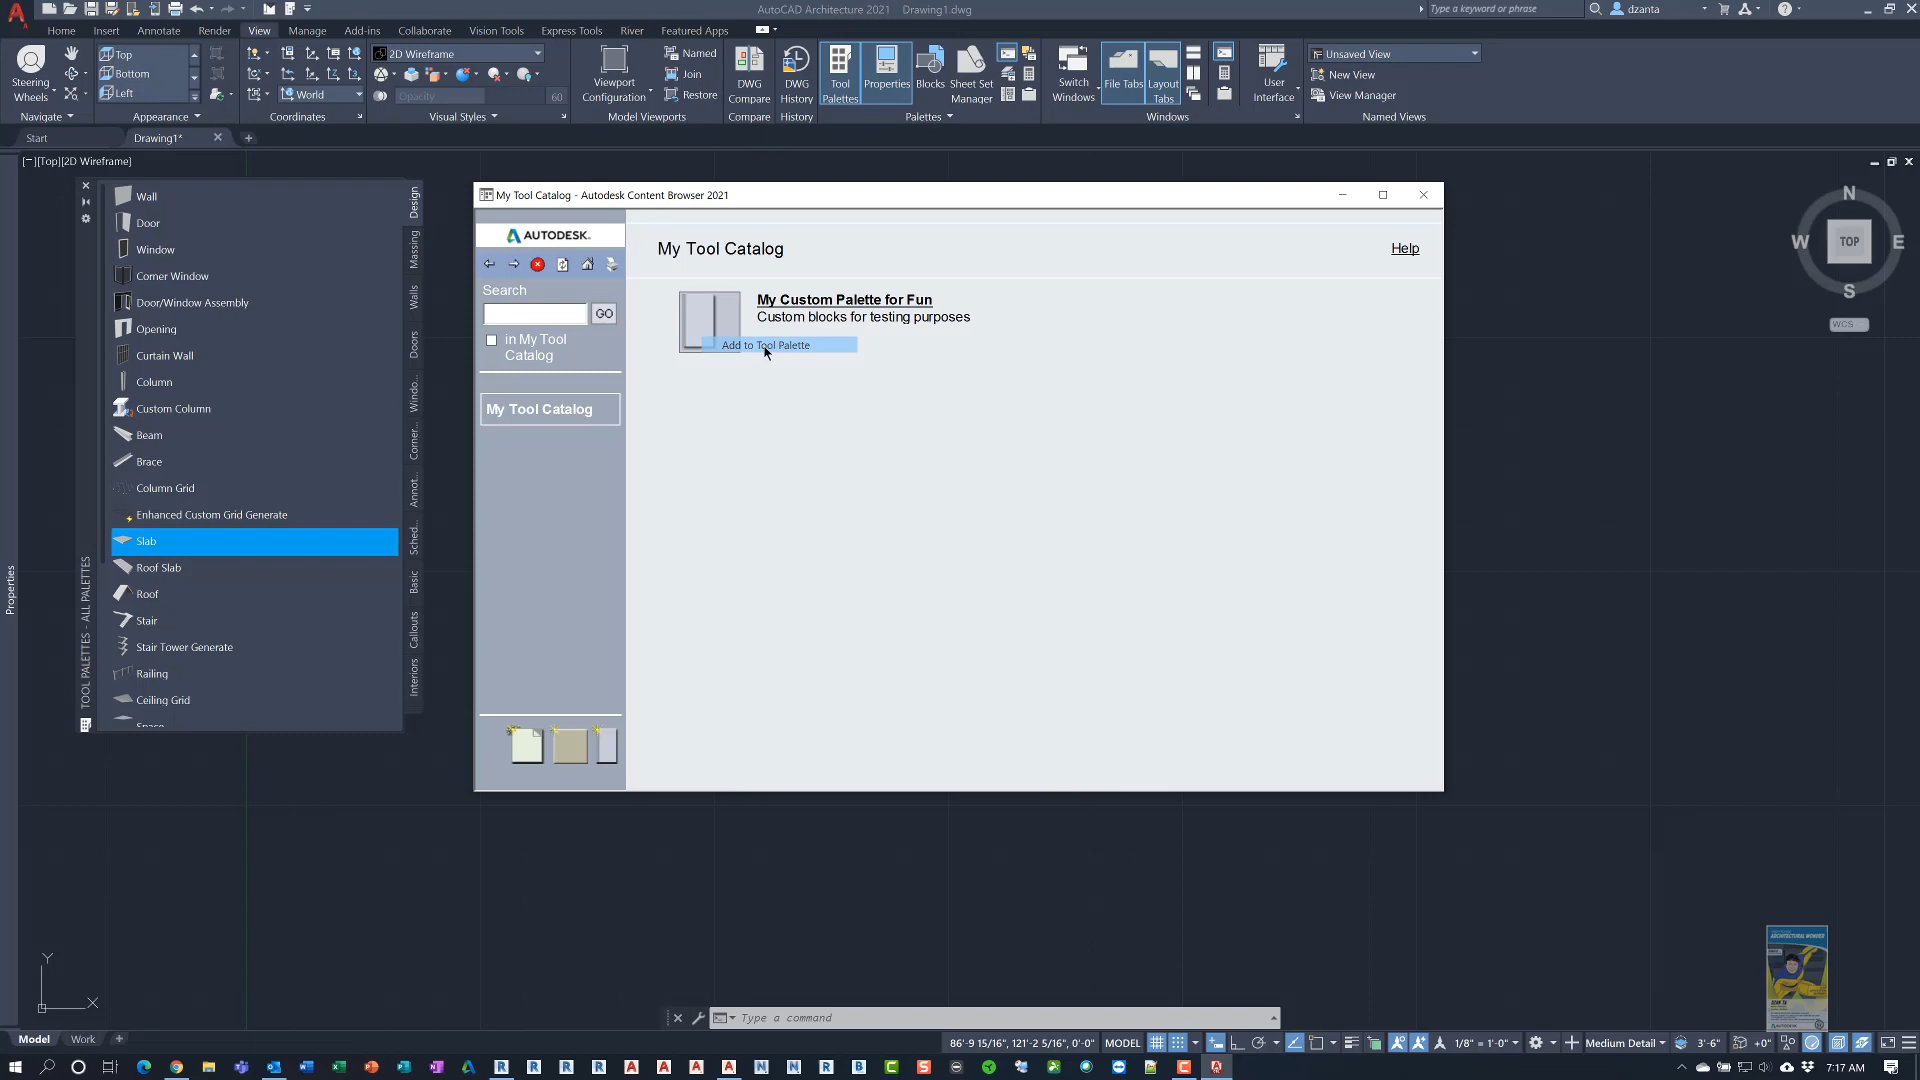 AutoCAD Architecture 2021 Drawing1.dwg
Type a keyword or phrase
dzanta
Home Insert Annotate Render View Manage Add-ins Collaborate Vision Tools Express Tools River Featured Apps
Steering
Wheels
Navigate
Top
Bottom
Left
Appearance
World
Coordinates
2D Wireframe
Opacity 60
Visual Styles
Viewport
Configuration
Named
Join
Restore
Model Viewports
DWG
Compare
Compare
DWG
History
History
Tool
Palettes
Properties
Blocks
Sheet Set
Manager
Palettes
Switch
Windows
File Tabs
Layout
Tabs
User
Interface
Windows
Unsaved View
New View
View Manager
Named Views
Start
Drawing1*
[−][Top][2D Wireframe]
Wall
Door
Window
Corner Window
Door/Window Assembly
Opening
Curtain Wall
Column
Custom Column
Beam
Brace
Column Grid
Enhanced Custom Grid Generate
Slab
Roof Slab
Roof
Stair
Stair Tower Generate
Railing
Ceiling Grid
Space
Design
Massing
Walls
Doors
Windo...
Corner...
Annot...
Sched...
Basic
Callouts
Interiors
TOOL PALETTES - ALL PALETTES
Properties
My Tool Catalog - Autodesk Content Browser 2021
AUTODESK.
Search
GO
in My Tool
Catalog
My Tool Catalog
My Tool Catalog
Help
My Custom Palette for Fun
Custom blocks for testing purposes
Add to Tool Palette
N
W TOP E
S
WCS
Y
X
ARCHITECTURAL WONDER
AUTODESK
Type a command
Model Work
86'-9 15/16", 121'-2 5/16", 0'-0" MODEL 1/8" = 1'-0" Medium Detail 3'-6" +0"
7:17 AM